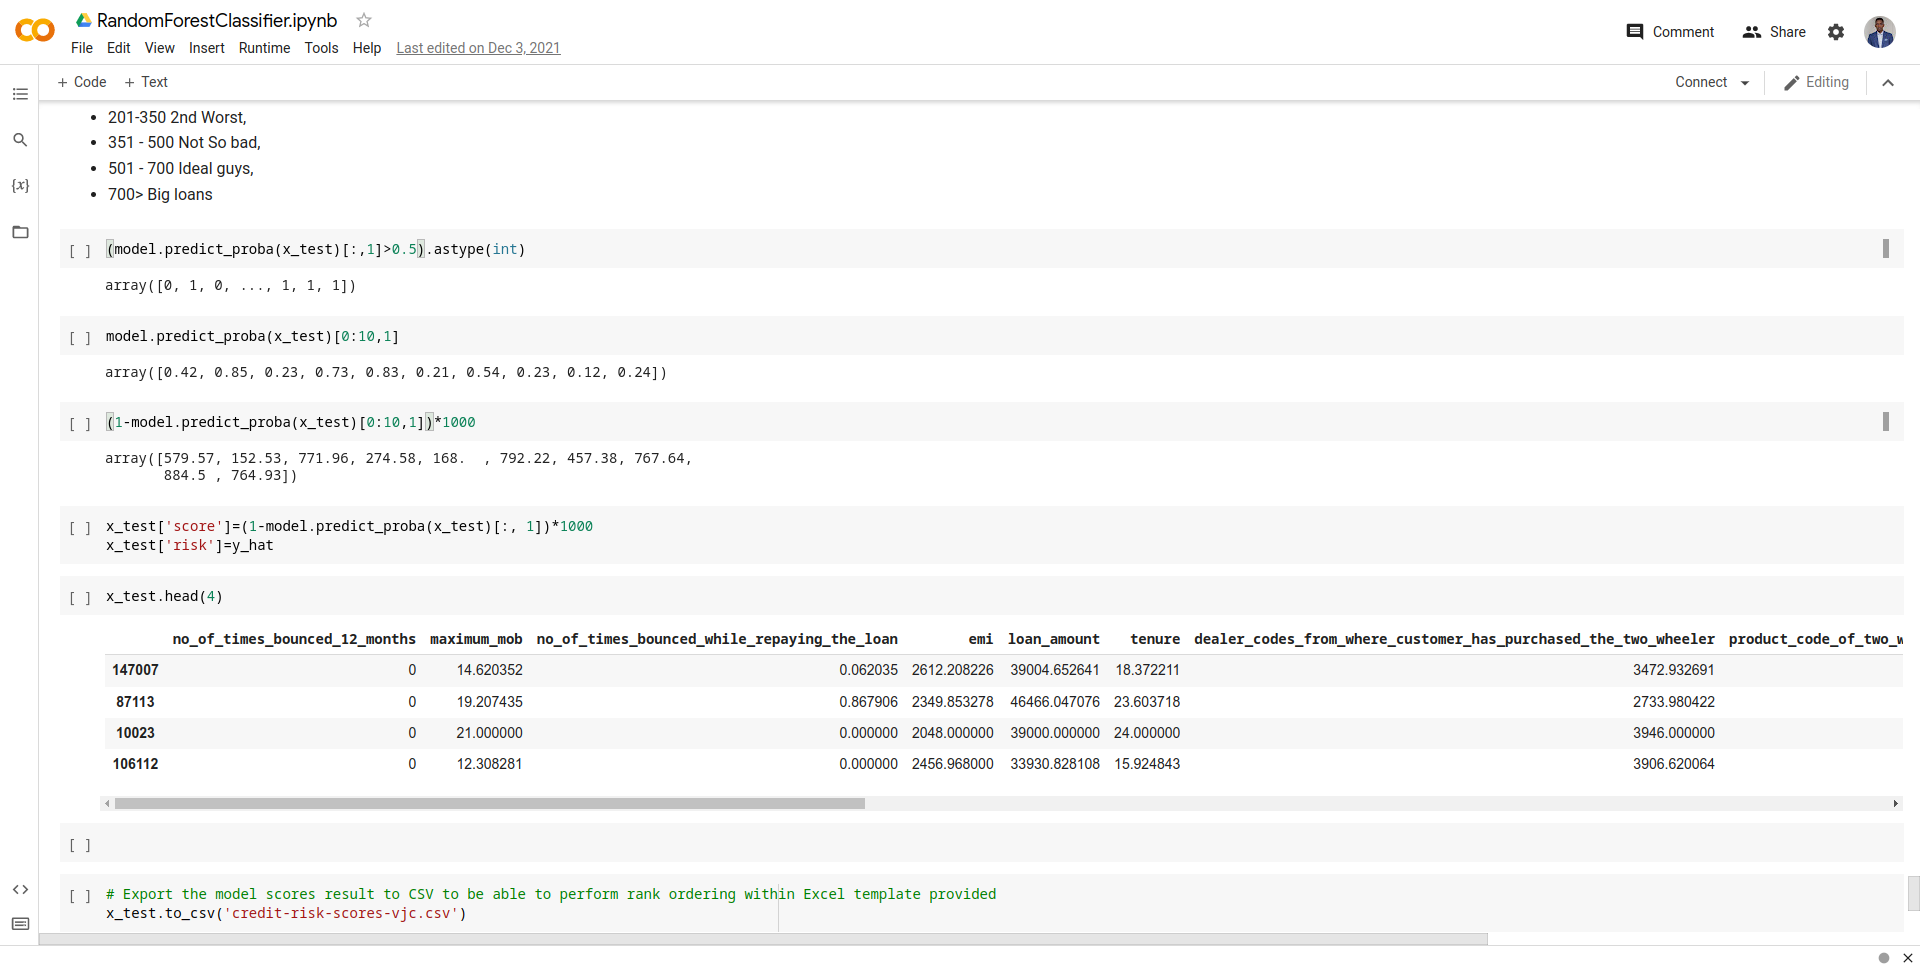 RandomForestClassifier.ipynb
File Edit View Insert Runtime Tools Help Last edited on Dec 3, 2021
Comment Share
+ Code + Text
Connect Editing
• 201-350 2nd Worst,
• 351 - 500 Not So bad,
• 501 - 700 Ideal guys,
• 700> Big loans
[ ] (model.predict_proba(x_test)[:,1]>0.5).astype(int)
array([0, 1, 0, ..., 1, 1, 1])
[ ] model.predict_proba(x_test)[0:10,1]
array([0.42, 0.85, 0.23, 0.73, 0.83, 0.21, 0.54, 0.23, 0.12, 0.24])
[ ] (1-model.predict_proba(x_test)[0:10,1])*1000
array([579.57, 152.53, 771.96, 274.58, 168. , 792.22, 457.38, 767.64,
884.5 , 764.93])
[ ] x_test['score']=(1-model.predict_proba(x_test)[:, 1])*1000
x_test['risk']=y_hat
[ ] x_test.head(4)
no_of_times_bounced_12_months maximum_mob no_of_times_bounced_while_repaying_the_loan emi loan_amount tenure dealer_codes_from_where_customer_has_purchased_the_two_wheeler product_code_of_two_w
147007 0 14.620352 0.062035 2612.208226 39004.652641 18.372211 3472.932691
87113 0 19.207435 0.867906 2349.853278 46466.047076 23.603718 2733.980422
10023 0 21.000000 0.000000 2048.000000 39000.000000 24.000000 3946.000000
106112 0 12.308281 0.000000 2456.968000 33930.828108 15.924843 3906.620064
[ ]
[ ] # Export the model scores result to CSV to be able to perform rank ordering within Excel template provided
x_test.to_csv('credit-risk-scores-vjc.csv')